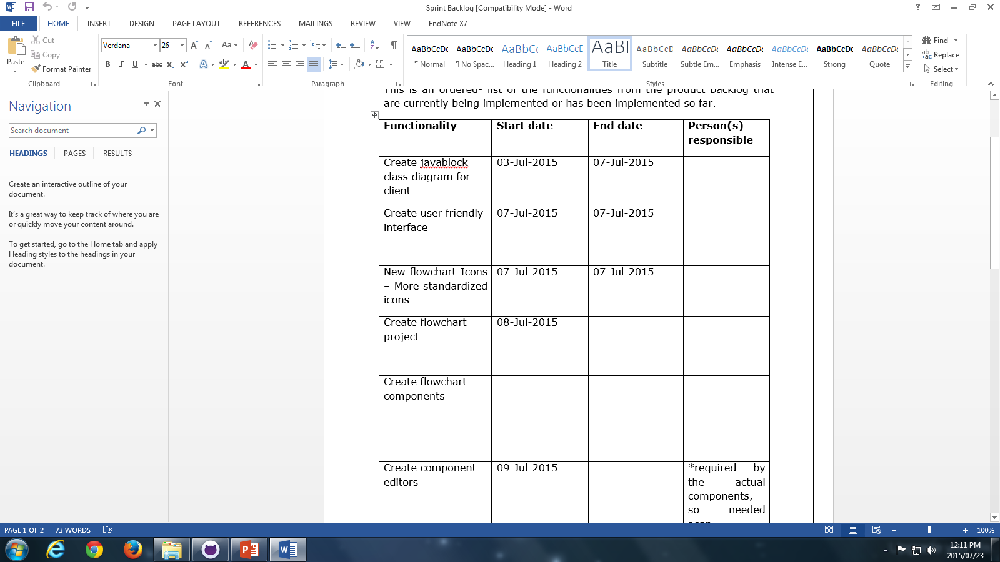 Sprint Backlog [Compatibility Mode] - Word
FILE HOME INSERT DESIGN PAGE LAYOUT REFERENCES MAILINGS REVIEW VIEW EndNote X7
Paste
Cut
Copy
Format Painter
Clipboard
Verdana 26
Font
Paragraph
AaBbCcDc AaBbCcDc AaBbCc AaBbCcD AaBl AaBbCcD AaBbCcDc AaBbCcDc AaBbCcDc AaBbCcDc AaBbCcDc
¶ Normal ¶ No Spac... Heading 1 Heading 2 Title Subtitle Subtle Em... Emphasis Intense E... Strong Quote
Styles
Find
Replace
Select
Editing
Navigation
Search document
HEADINGS PAGES RESULTS
Create an interactive outline of your
document.
It's a great way to keep track of where you are
or quickly move your content around.
To get started, go to the Home tab and apply
Heading styles to the headings in your
document.
This is an ordered- list of the functionalities from the product backlog that
are currently being implemented or has been implemented so far.
Functionality Start date End date Person(s)
responsible
Create javablock 03-Jul-2015 07-Jul-2015
class diagram for
client
Create user friendly 07-Jul-2015 07-Jul-2015
interface
New flowchart Icons 07-Jul-2015 07-Jul-2015
– More standardized
icons
Create flowchart 08-Jul-2015
project
Create flowchart
components
Create component 09-Jul-2015 *required by
editors the actual
components,
so needed
asap
PAGE 1 OF 2 73 WORDS 100%
12:11 PM
2015/07/23